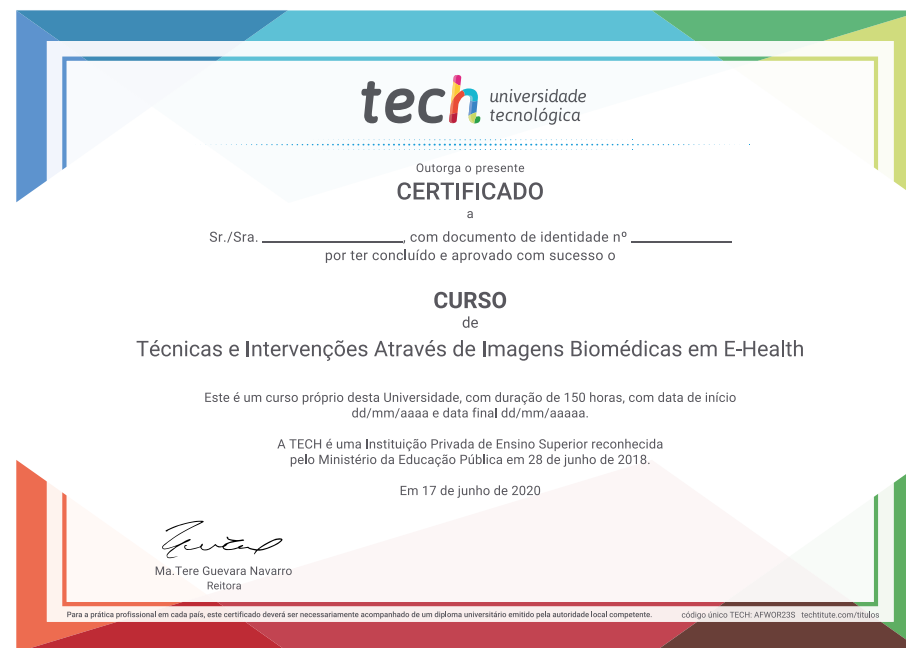 tech universidade
tecnológica
Outorga o presente
CERTIFICADO
a
Sr./Sra. , com documento de identidade nº
por ter concluído e aprovado com sucesso o
CURSO
de
Técnicas e Intervenções Através de Imagens Biomédicas em E-Health
Este é um curso próprio desta Universidade, com duração de 150 horas, com data de início
dd/mm/aaaa e data final dd/mm/aaaaa.
A TECH é uma Instituição Privada de Ensino Superior reconhecida
pelo Ministério da Educação Pública em 28 de junho de 2018.
Em 17 de junho de 2020
Ma.Tere Guevara Navarro
Reitora
Para a prática profissional em cada país, este certificado deverá ser necessariamente acompanhado de um diploma universitário emitido pela autoridade local competente. código único TECH: AFWOR23S techtitute.com/titulos